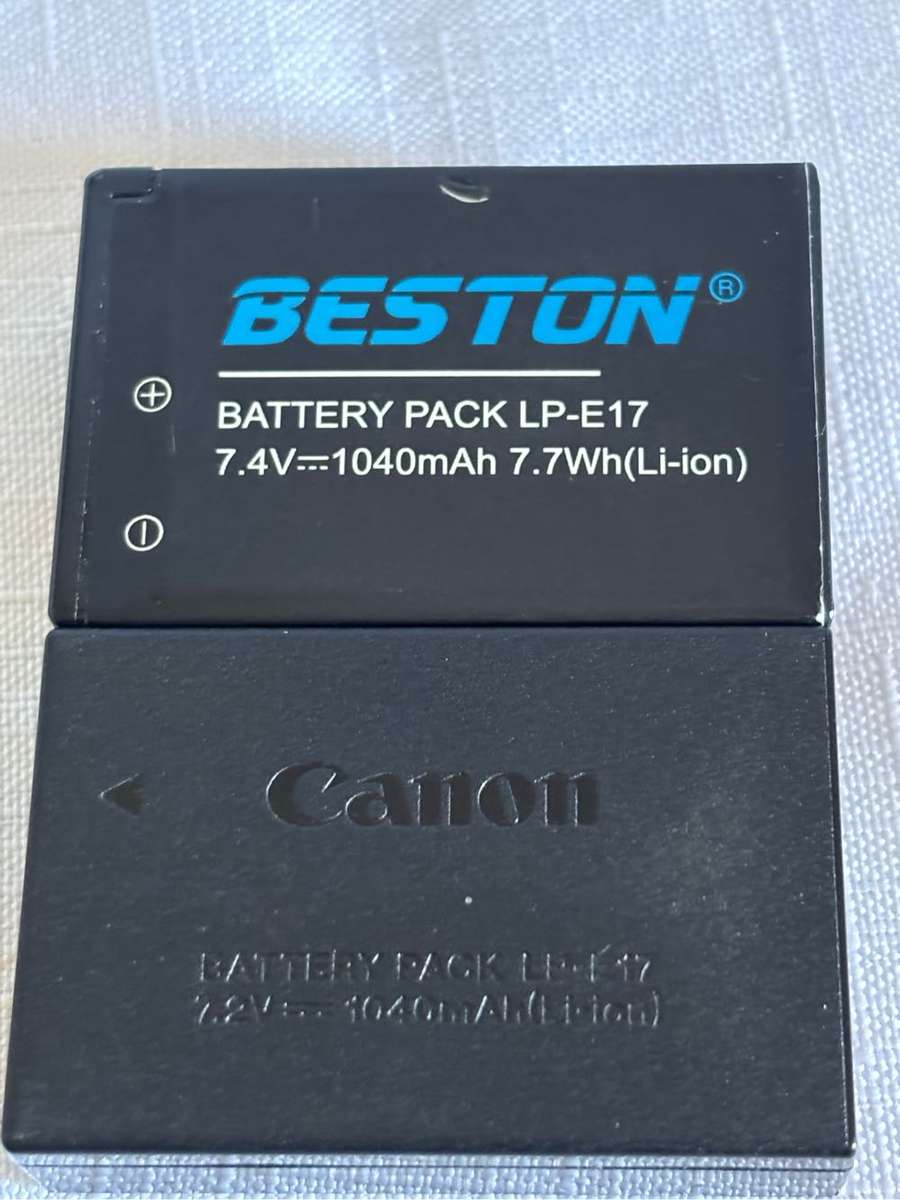 BESTON®
BATTERY PACK LP-E17
7.4V⎓1040mAh 7.7Wh(Li-ion)
+
-
Canon
BATTERY PACK LP-E17
7.2V⎓1040mAh(Li-ion)